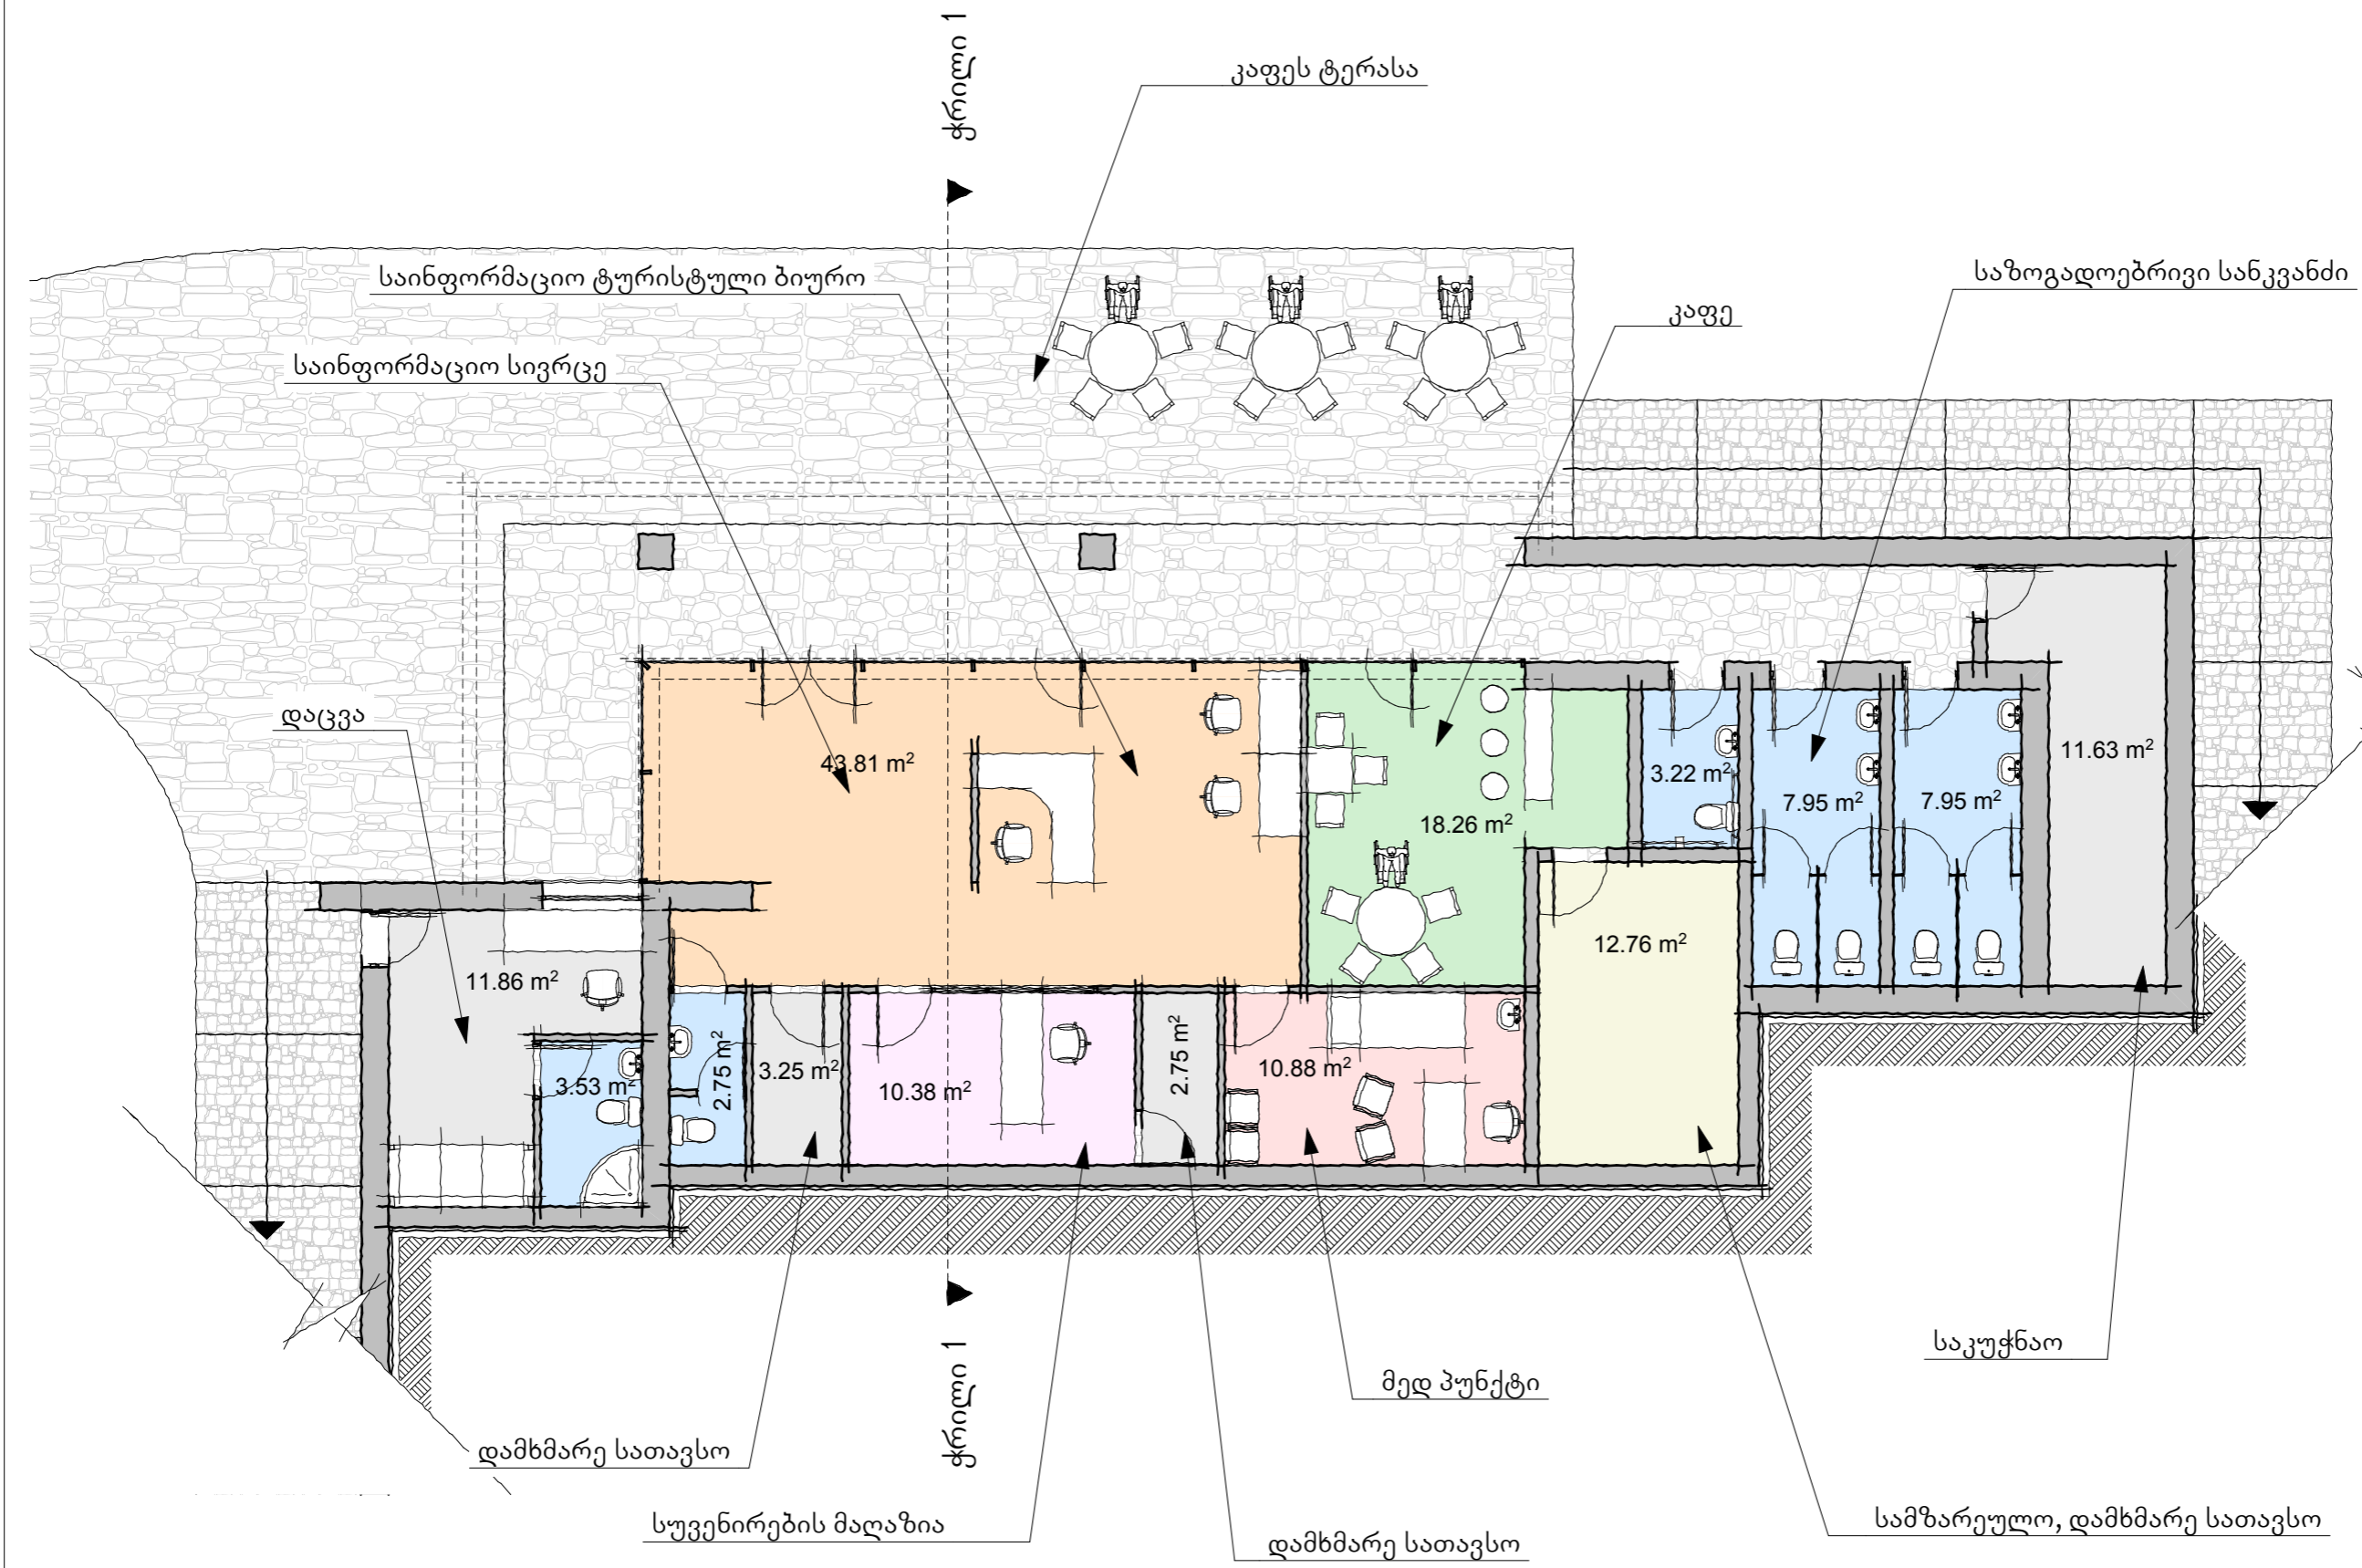 ჭრილი 1
კაფეს ტერასა
საინფორმაციო ტურისტული ბიურო
საზოგადოებრივი სანკვანძი
კაფე
საინფორმაციო სივრცე
დაცვა
43.81 m²
3.22 m²
11.63 m²
7.95 m²
7.95 m²
18.26 m²
12.76 m²
11.86 m²
3.53 m²
2.75 m²
3.25 m²
10.38 m²
2.75 m²
10.88 m²
საკუჭნაო
ჭრილი 1
მედ პუნქტი
დამხმარე სათავსო
სუვენირების მაღაზია
დამხმარე სათავსო
სამზარეულო, დამხმარე სათავსო